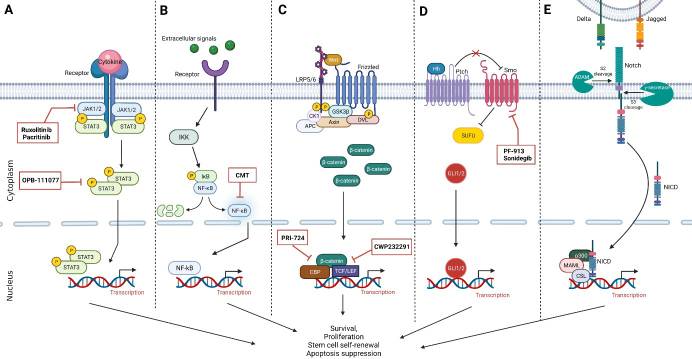 A
Cytokine
Receptor
JAK1/2
JAK1/2
P
P
STAT3
STAT3
Ruxolitinib
Pacritinib
OPB-111077
P
STAT3
P
STAT3
Cytoplasm
Nucleus
P
STAT3
P
STAT3
Transcription
B
Extracellular signals
Receptor
IKK
P
IκB
NF-κB
CMT
NF-κB
NF-kB
Transcription
C
Wnt
Frizzled
LRP5/6
P
P
GSK3β
P
CK1
Axin
DVL
APC
β-catenin
β-catenin
β-catenin
β-catenin
PRI-724
CWP232291
β-catenin
CBP
TCF/LEF
Transcription
D
Hh
Ptch
Smo
SUFU
PF-913
Sonidegib
GLI1/2
GLI1/2
Transcription
E
Delta
Jagged
Notch
ADAM
S2
cleavage
γ-secretase
S3
cleavage
NICD
p300
MAML
NICD
CSL
Transcription
Survival,
Proliferation
Stem cell self-renewal
Apoptosis suppression